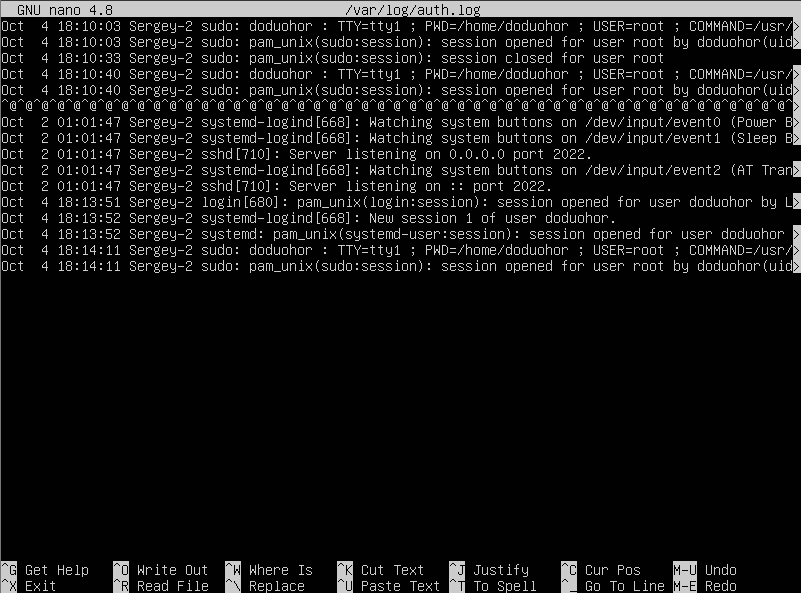 GNU nano 4.8 /var/log/auth.log
Oct  4 18:10:03 Sergey-2 sudo: doduohor : TTY=tty1 ; PWD=/home/doduohor ; USER=root ; COMMAND=/usr/>
Oct  4 18:10:03 Sergey-2 sudo: pam_unix(sudo:session): session opened for user root by doduohor(uid>
Oct  4 18:10:33 Sergey-2 sudo: pam_unix(sudo:session): session closed for user root
Oct  4 18:10:40 Sergey-2 sudo: doduohor : TTY=tty1 ; PWD=/home/doduohor ; USER=root ; COMMAND=/usr/>
Oct  4 18:10:40 Sergey-2 sudo: pam_unix(sudo:session): session opened for user root by doduohor(uid>
^@^@^@^@^@^@^@^@^@^@^@^@^@^@^@^@^@^@^@^@^@^@^@^@^@^@^@^@^@^@^@^@^@^@^@^@^@^@^@^@^@^@^@^@^@^@^@^@^@^>
Oct  2 01:01:47 Sergey-2 systemd-logind[668]: Watching system buttons on /dev/input/event0 (Power B>
Oct  2 01:01:47 Sergey-2 systemd-logind[668]: Watching system buttons on /dev/input/event1 (Sleep B>
Oct  2 01:01:47 Sergey-2 sshd[710]: Server listening on 0.0.0.0 port 2022.
Oct  2 01:01:47 Sergey-2 systemd-logind[668]: Watching system buttons on /dev/input/event2 (AT Tran>
Oct  2 01:01:47 Sergey-2 sshd[710]: Server listening on :: port 2022.
Oct  4 18:13:51 Sergey-2 login[680]: pam_unix(login:session): session opened for user doduohor by L>
Oct  4 18:13:52 Sergey-2 systemd-logind[668]: New session 1 of user doduohor.
Oct  4 18:13:52 Sergey-2 systemd: pam_unix(systemd-user:session): session opened for user doduohor >
Oct  4 18:14:11 Sergey-2 sudo: doduohor : TTY=tty1 ; PWD=/home/doduohor ; USER=root ; COMMAND=/usr/>
Oct  4 18:14:11 Sergey-2 sudo: pam_unix(sudo:session): session opened for user root by doduohor(uid>
^G Get Help ^O Write Out ^W Where Is ^K Cut Text ^J Justify ^C Cur Pos M-U Undo
^X Exit ^R Read File ^\ Replace ^U Paste Text ^T To Spell ^_ Go To Line M-E Redo